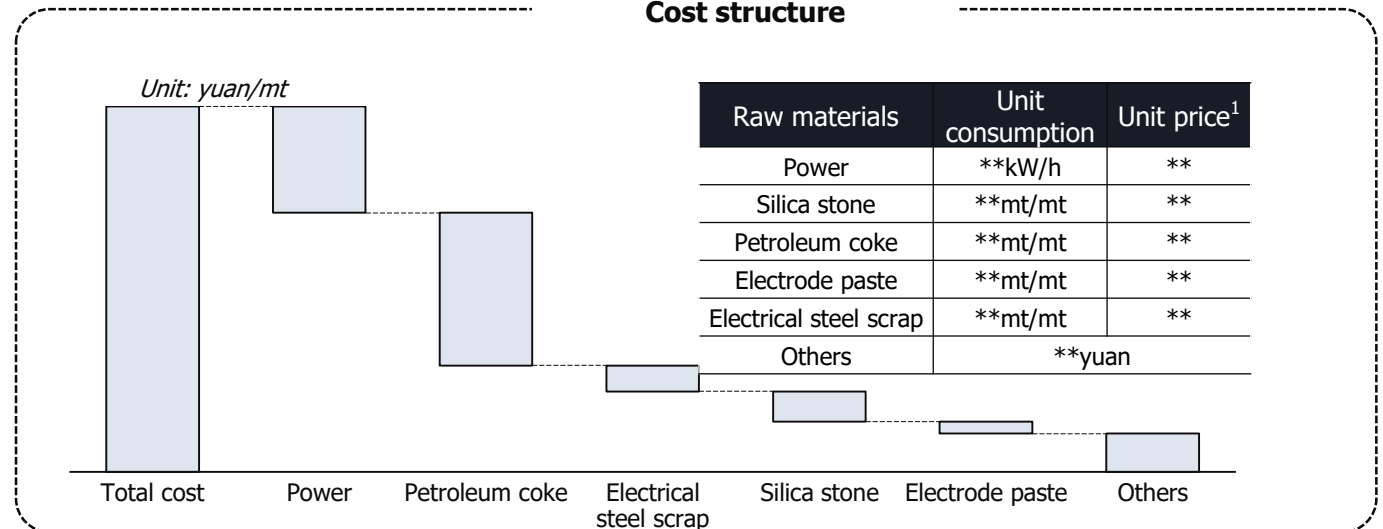 Cost structure
Unit: yuan/mt
Raw materials Unit consumption Unit price1
Power **kW/h **
Silica stone **mt/mt **
Petroleum coke **mt/mt **
Electrode paste **mt/mt **
Electrical steel scrap **mt/mt **
Others **yuan
Total cost Power Petroleum coke Electrical steel scrap Silica stone Electrode paste Others